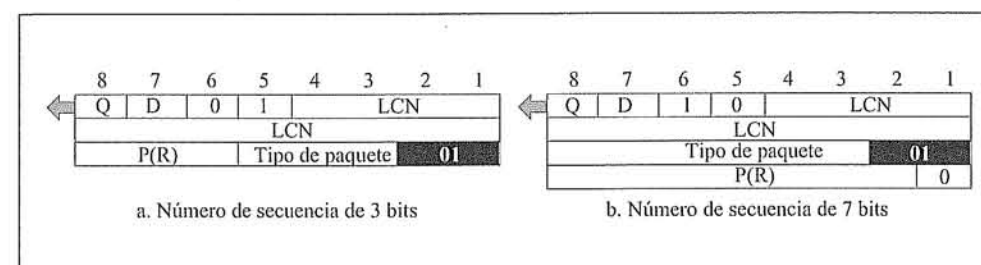 8 7 6 5 4 3 2 1
Q D 0 1 LCN
LCN
P(R) Tipo de paquete 01
a. Número de secuencia de 3 bits
8 7 6 5 4 3 2 1
Q D 1 0 LCN
LCN
Tipo de paquete 01
P(R) 0
b. Número de secuencia de 7 bits